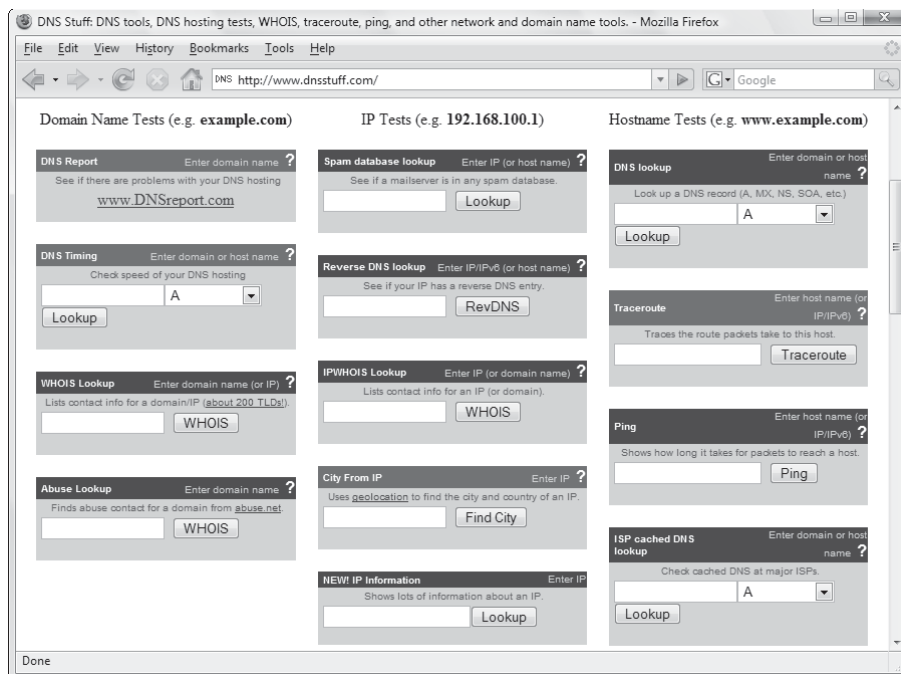 DNS Stuff: DNS tools, DNS hosting tests, WHOIS, traceroute, ping, and other network and domain name tools. - Mozilla Firefox
File Edit View History Bookmarks Tools Help
DNS http://www.dnsstuff.com/
G Google
Domain Name Tests (e.g. example.com)
DNS Report Enter domain name ?
See if there are problems with your DNS hosting
www.DNSreport.com
DNS Timing Enter domain or host name ?
Check speed of your DNS hosting
A
Lookup
WHOIS Lookup Enter domain name (or IP) ?
Lists contact info for a domain/IP (about 200 TLDs!).
WHOIS
Abuse Lookup Enter domain name ?
Finds abuse contact for a domain from abuse.net.
WHOIS
IP Tests (e.g. 192.168.100.1)
Spam database lookup Enter IP (or host name) ?
See if a mailserver is in any spam database.
Lookup
Reverse DNS lookup Enter IP/IPv6 (or host name) ?
See if your IP has a reverse DNS entry.
RevDNS
IPWHOIS Lookup Enter IP (or domain name) ?
Lists contact info for an IP (or domain).
WHOIS
City From IP Enter IP ?
Uses geolocation to find the city and country of an IP.
Find City
NEW! IP Information Enter IP
Shows lots of information about an IP.
Lookup
Hostname Tests (e.g. www.example.com)
DNS lookup Enter domain or host
name ?
Look up a DNS record (A, MX, NS, SOA, etc.)
A
Lookup
Traceroute Enter host name (or
IP/IPv6) ?
Traces the route packets take to this host.
Traceroute
Ping Enter host name (or
IP/IPv6) ?
Shows how long it takes for packets to reach a host.
Ping
ISP cached DNS Enter domain or host
lookup name ?
Check cached DNS at major ISPs.
A
Lookup
Done